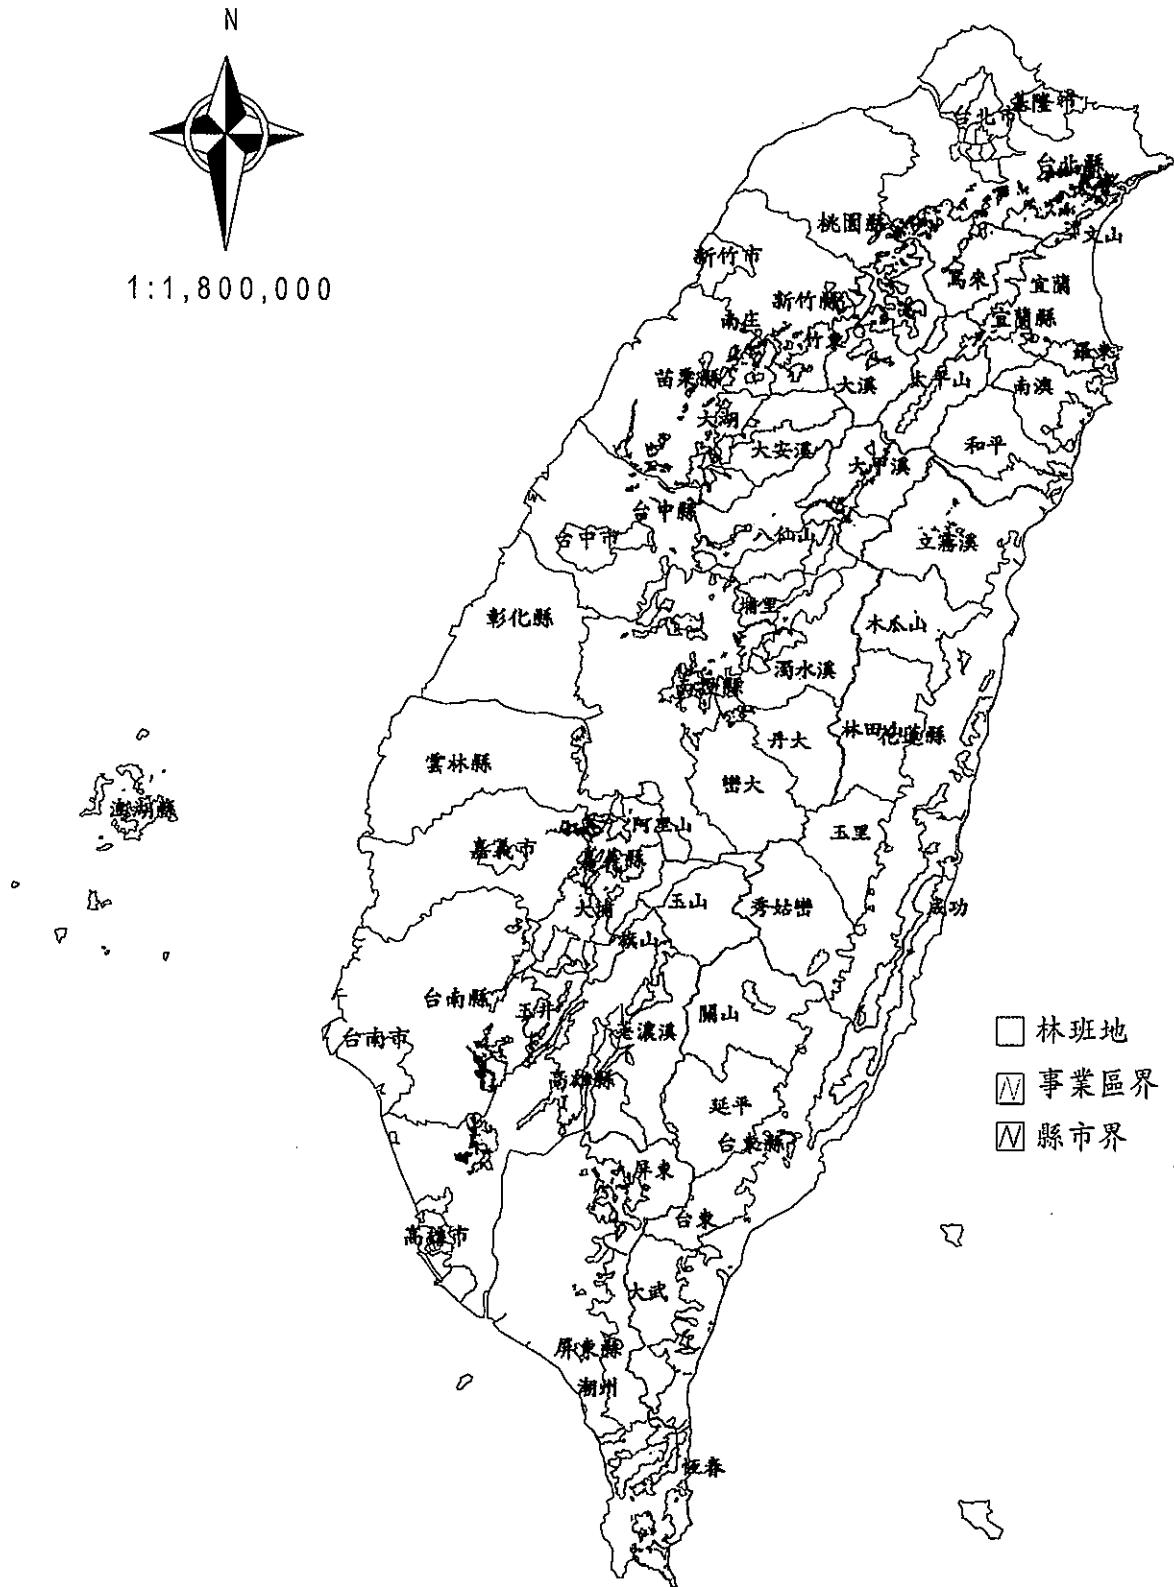 N
1:1,800,000
基隆市
台北市
台北縣
桃園縣
文山
新竹市
烏來
宜蘭
新竹縣
宜蘭縣
南庄
竹東
羅東
苗栗縣
大溪
太平山
南澳
大湖
大安溪
大甲溪
和平
台中縣
台中市
八仙山
立霧溪
埔里
彰化縣
木瓜山
濁水溪
南投縣
丹大
林田山
花蓮縣
雲林縣
巒大
澎湖縣
阿里山
玉里
嘉義市
嘉義縣
大埔
玉山
秀姑巒
成功
旗山
台南縣
玉井
關山
老濃溪
台南市
林班地
高雄縣
事業區界
延平
台東縣
縣市界
屏東
台東
高雄市
大武
屏東縣
潮州
恆春